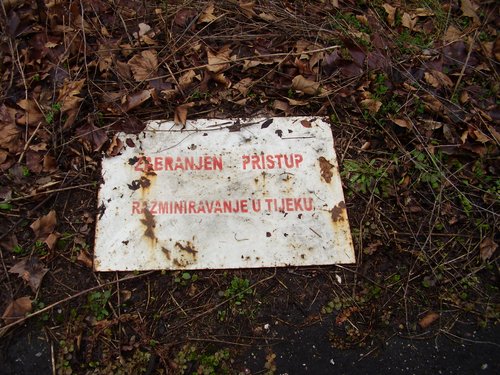 ZABRANJEN PRISTUP
RAZMINIRAVANJE U TIJEKU